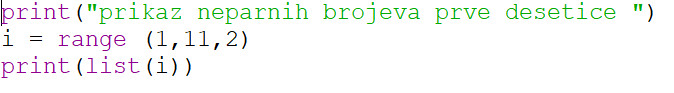 print("prikaz neparnih brojeva prve desetice ")
i = range (1,11,2)
print(list(i))